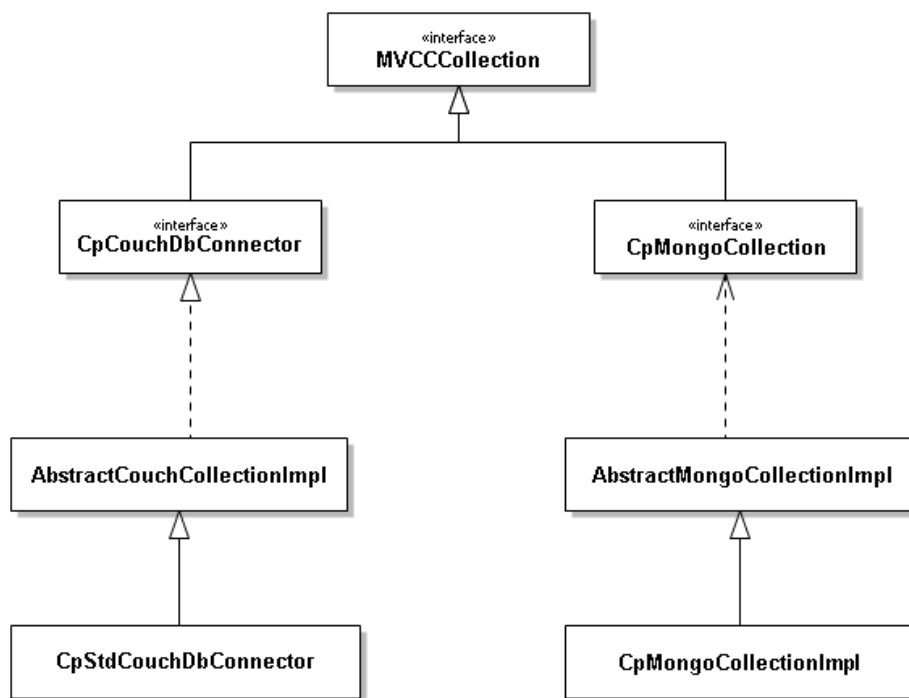 «interface»
MVCCCollection
«interface»
CpCouchDbConnector
«interface»
CpMongoCollection
AbstractCouchCollectionImpl
AbstractMongoCollectionImpl
CpStdCouchDbConnector
CpMongoCollectionImpl